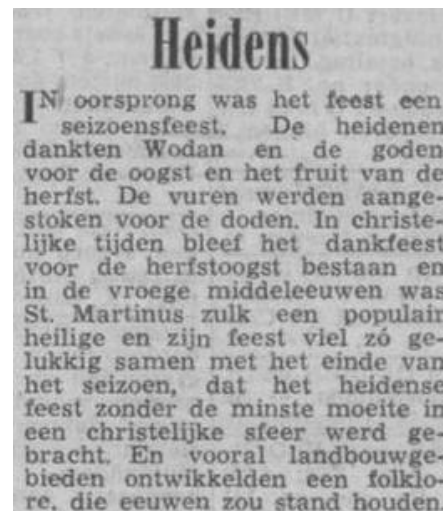 Heidens
IN oorsprong was het feest een
seizoensfeest. De heidenen
dankten Wodan en de goden
voor de oogst en het fruit van de
herfst. De vuren werden aange-
stoken voor de doden. In christe-
lijke tijden bleef het dankfeest
voor de herfstoogst bestaan en
in de vroege middeleeuwen was
St. Martinus zulk een populair
heilige en zijn feest viel zó ge-
lukkig samen met het einde van
het seizoen, dat het heidense
feest zonder de minste moeite in
een christelijke sfeer werd ge-
bracht. En vooral landbouwge-
bieden ontwikkelden een folklo-
re, die eeuwen zou stand houden.